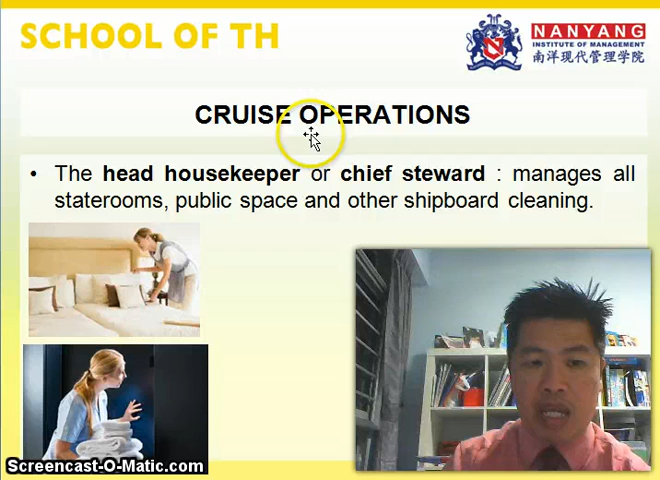 SCHOOL OF TH
NANYANG
INSTITUTE OF MANAGEMENT
南洋现代管理学院
CRUISE OPERATIONS
• The head housekeeper or chief steward : manages all
staterooms, public space and other shipboard cleaning.
Screencast-O-Matic.com